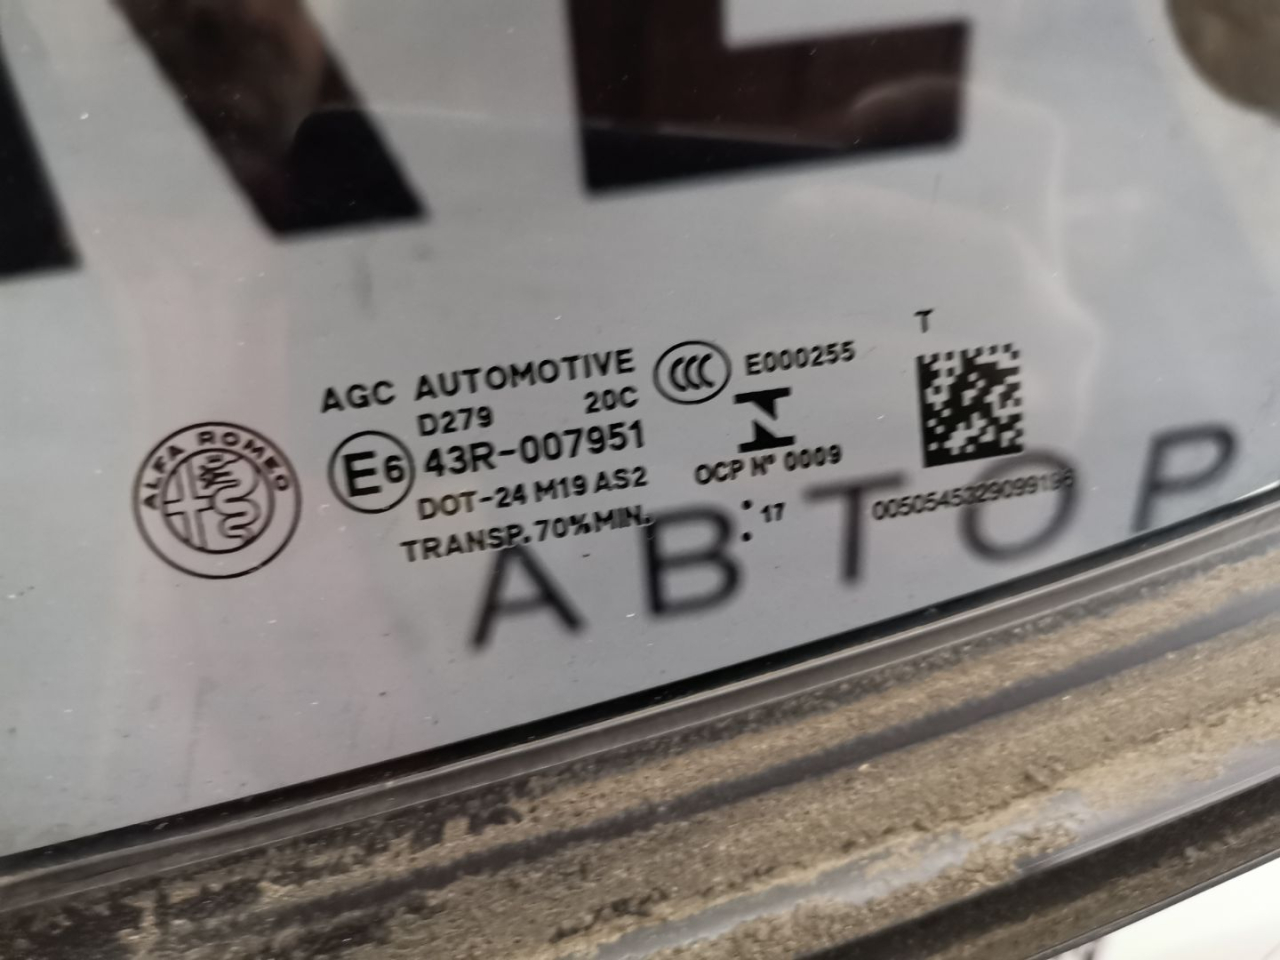 ALFA ROMEO
AGC AUTOMOTIVE
D279 20C
E6 43R-007951
DOT-24 M19 AS2
TRANSP. 70% MIN.
CCC E000255
OCP Nº 0009
17
T
АВТОР